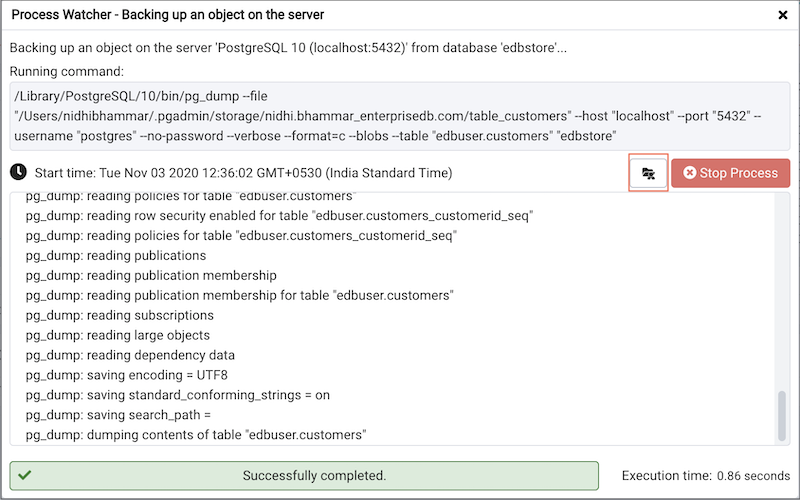 Process Watcher - Backing up an object on the server
Backing up an object on the server 'PostgreSQL 10 (localhost:5432)' from database 'edbstore'...
Running command:
/Library/PostgreSQL/10/bin/pg_dump --file
"/Users/nidhibhammar/.pgadmin/storage/nidhi.bhammar_enterprisedb.com/table_customers" --host "localhost" --port "5432" --
username "postgres" --no-password --verbose --format=c --blobs --table "edbuser.customers" "edbstore"
Start time: Tue Nov 03 2020 12:36:02 GMT+0530 (India Standard Time)
Stop Process
pg_dump: reading policies for table "edbuser.customers"
pg_dump: reading row security enabled for table "edbuser.customers_customerid_seq"
pg_dump: reading policies for table "edbuser.customers_customerid_seq"
pg_dump: reading publications
pg_dump: reading publication membership
pg_dump: reading publication membership for table "edbuser.customers"
pg_dump: reading subscriptions
pg_dump: reading large objects
pg_dump: reading dependency data
pg_dump: saving encoding = UTF8
pg_dump: saving standard_conforming_strings = on
pg_dump: saving search_path =
pg_dump: dumping contents of table "edbuser.customers"
Successfully completed.
Execution time: 0.86 seconds